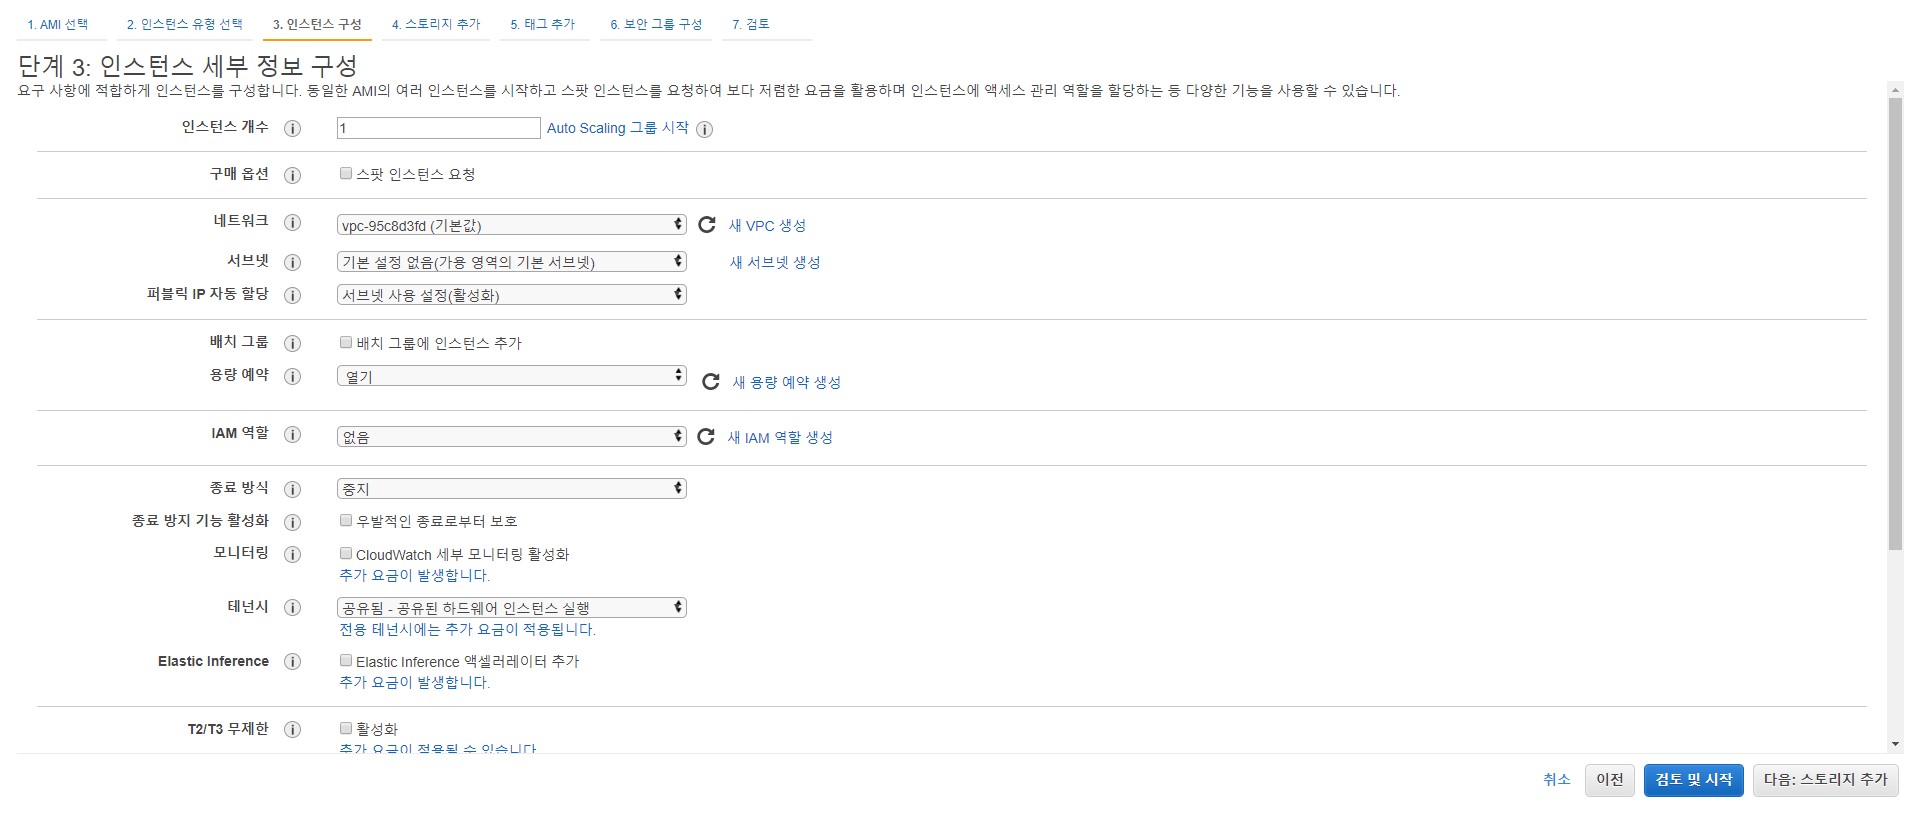 1. AMI 선택 2. 인스턴스 유형 선택 3. 인스턴스 구성 4. 스토리지 추가 5. 태그 추가 6. 보안 그룹 구성 7. 검토
단계 3: 인스턴스 세부 정보 구성
요구 사항에 적합하게 인스턴스를 구성합니다. 동일한 AMI의 여러 인스턴스를 시작하고 스팟 인스턴스를 요청하여 보다 저렴한 요금을 활용하며 인스턴스에 액세스 관리 역할을 할당하는 등 다양한 기능을 사용할 수 있습니다.
인스턴스 개수 1 Auto Scaling 그룹 시작
구매 옵션 스팟 인스턴스 요청
네트워크 vpc-95c8d3fd (기본값) 새 VPC 생성
서브넷 기본 설정 없음(가용 영역의 기본 서브넷) 새 서브넷 생성
퍼블릭 IP 자동 할당 서브넷 사용 설정(활성화)
배치 그룹 배치 그룹에 인스턴스 추가
용량 예약 열기 새 용량 예약 생성
IAM 역할 없음 새 IAM 역할 생성
종료 방식 중지
종료 방지 기능 활성화 우발적인 종료로부터 보호
모니터링 CloudWatch 세부 모니터링 활성화
추가 요금이 발생합니다.
테넌시 공유됨 - 공유된 하드웨어 인스턴스 실행
전용 테넌시에는 추가 요금이 적용됩니다.
Elastic Inference Elastic Inference 액셀러레이터 추가
추가 요금이 발생합니다.
T2/T3 무제한 활성화
추가 요금이 적용될 수 있습니다
취소 이전 검토 및 시작 다음: 스토리지 추가